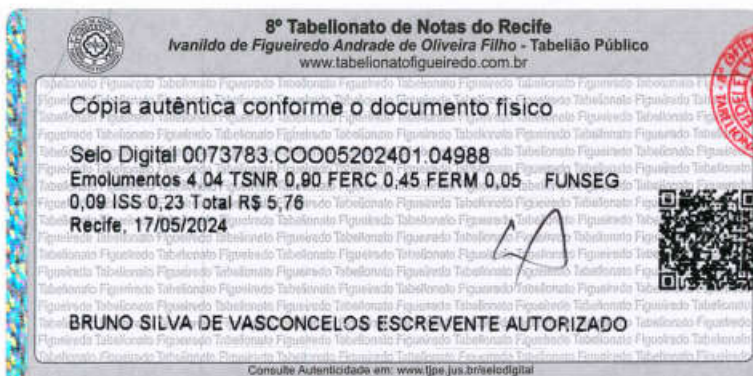 8º Tabelionato de Notas do Recife
Ivanildo de Figueiredo Andrade de Oliveira Filho - Tabelião Público
www.tabelionatofigueiredo.com.br
Cópia autêntica conforme o documento físico
Selo Digital 0073783.COO05202401.04988
Emolumentos 4,04 TSNR 0,90 FERC 0,45 FERM 0,05 FUNSEG
0,09 ISS 0,23 Total R$ 5,76
Recife, 17/05/2024
BRUNO SILVA DE VASCONCELOS ESCREVENTE AUTORIZADO
Consulte Autenticidade em: www.tjpe.jus.br/selodigital